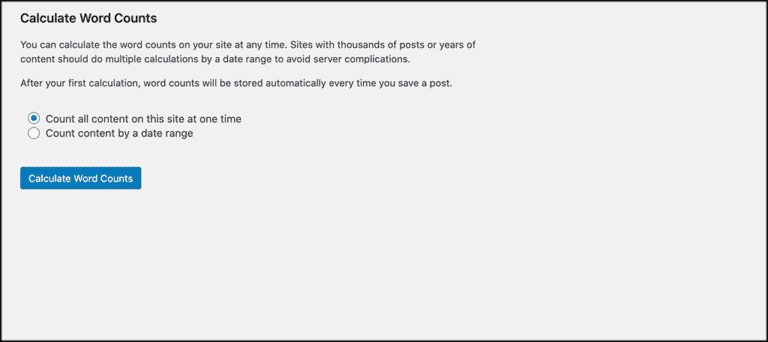 Calculate Word Counts
You can calculate the word counts on your site at any time. Sites with thousands of posts or years of
content should do multiple calculations by a date range to avoid server complications.
After your first calculation, word counts will be stored automatically every time you save a post.
Count all content on this site at one time
Count content by a date range
Calculate Word Counts